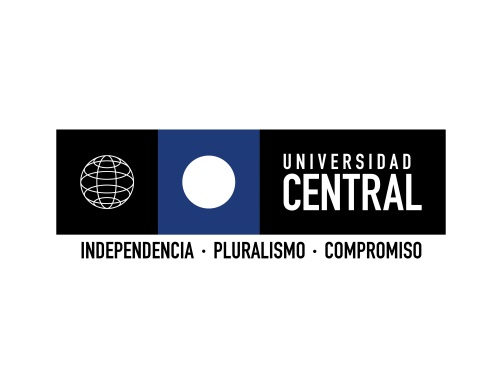 UNIVERSIDAD
CENTRAL
INDEPENDENCIA · PLURALISMO · COMPROMISO